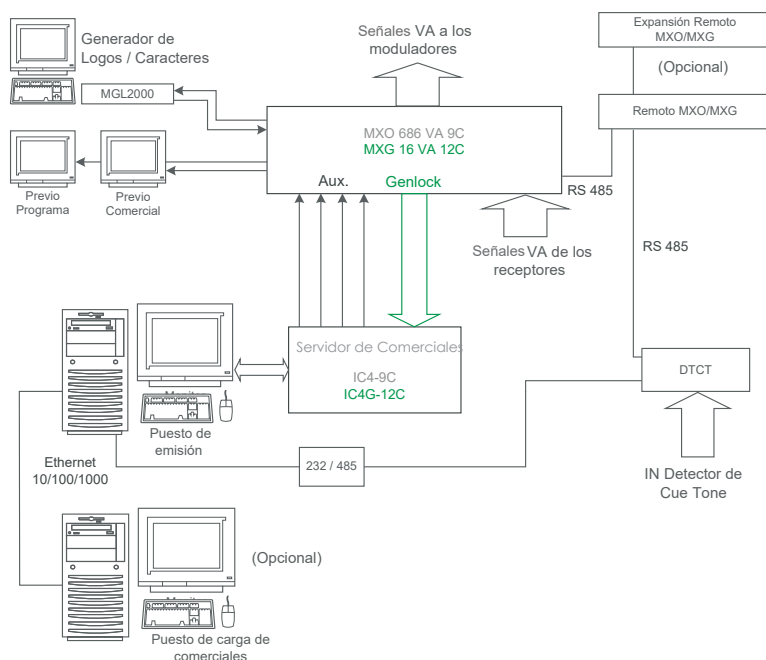 Generador de
Logos / Caracteres
MGL2000
Previo
Programa
Previo
Comercial
Señales VA a los
moduladores
MXO 686 VA 9C
MXG 16 VA 12C
Aux.
Genlock
Expansión Remoto
MXO/MXG
(Opcional)
Remoto MXO/MXG
RS 485
Señales VA de los
receptores
RS 485
Servidor de Comerciales
IC4-9C
IC4G-12C
DTCT
Puesto de
emisión
Ethernet
10/100/1000
232 / 485
IN Detector de
Cue Tone
(Opcional)
Puesto de carga de
comerciales